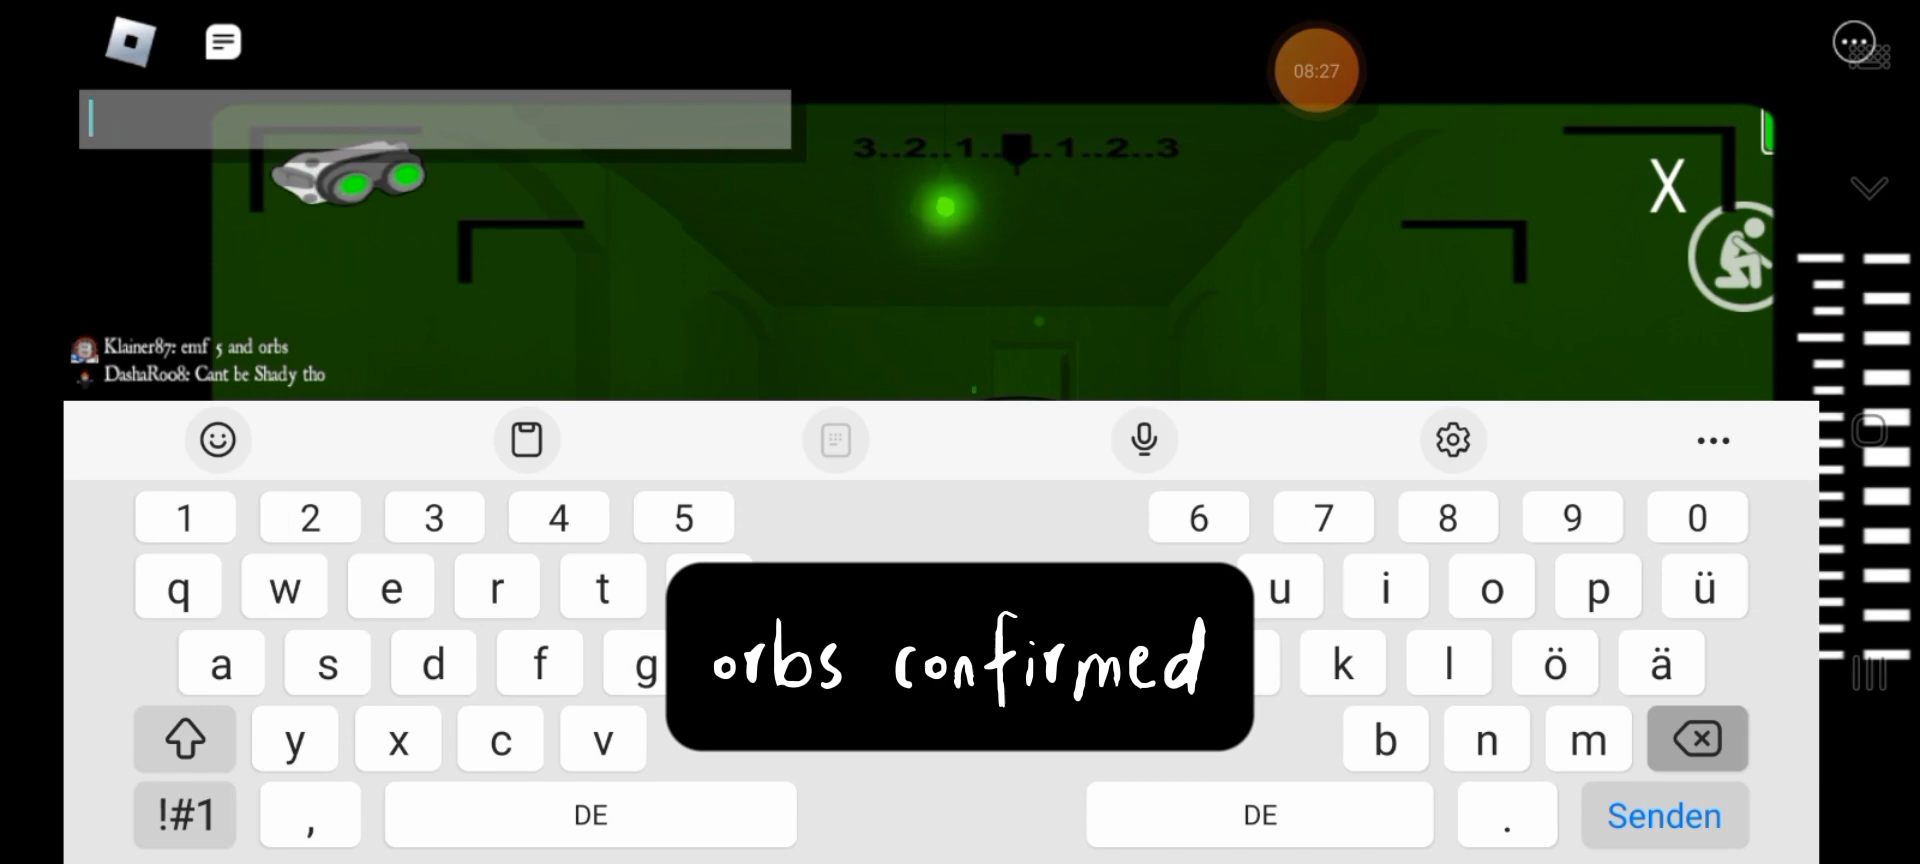 08:27
3..2..1.. ..1..2..3
X
Klainer87: emf 5 and orbs
DashaRoo8: Cant be Shady tho
1 2 3 4 5 6 7 8 9 0
q w e r t u i o p ü
a s d f g k l ö ä
orbs confirmed
y x c v b n m
!#1 , DE DE . Senden